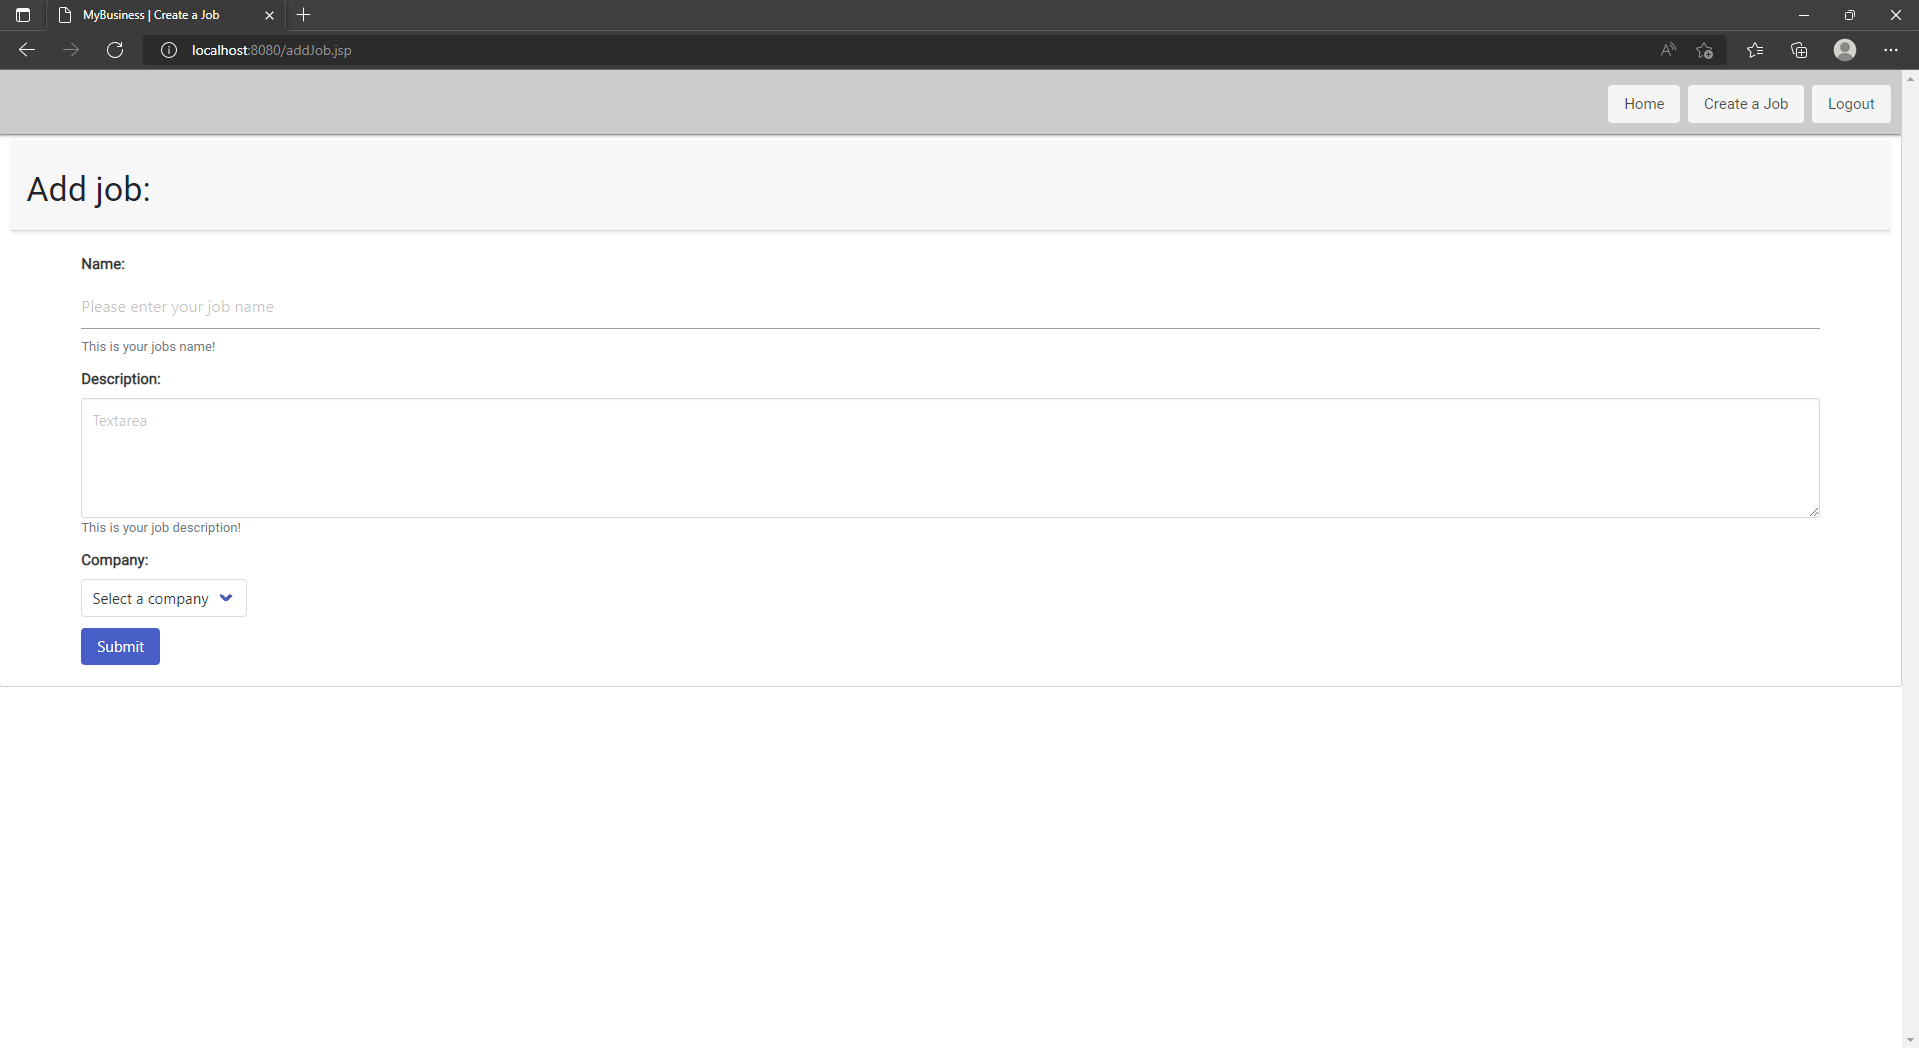 MyBusiness | Create a Job
localhost:8080/addJob.jsp
Home Create a Job Logout
Add job:
Name:
Please enter your job name
This is your jobs name!
Description:
Textarea
This is your job description!
Company:
Select a company
Submit